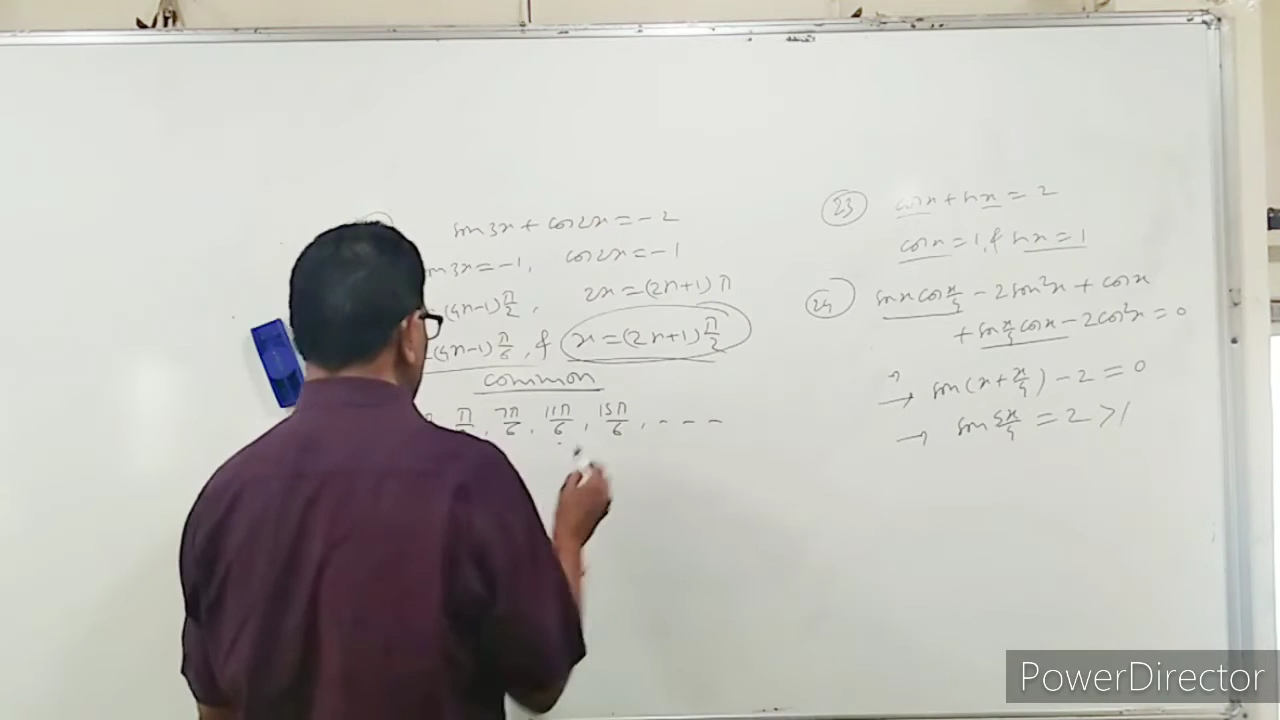 sin3x + cos2x = -2
sin3x = -1, cos2x = -1
(4n-1)π/2, 2x = (2n+1)π
(4n-1)π/6, & x = (2n+1)π/2
common
π/6, 7π/6, 11π/6, 15π/6, - - -
23 cosx + sinx = 2
cosx = 1, & sinx = 1
24 sinx cos x/4 - 2sin²x + cosx
+ sin x/4 cosx - 2cos²x = 0
→ sin(x + x/4) - 2 = 0
→ sin 5x/4 = 2 > 1
PowerDirector